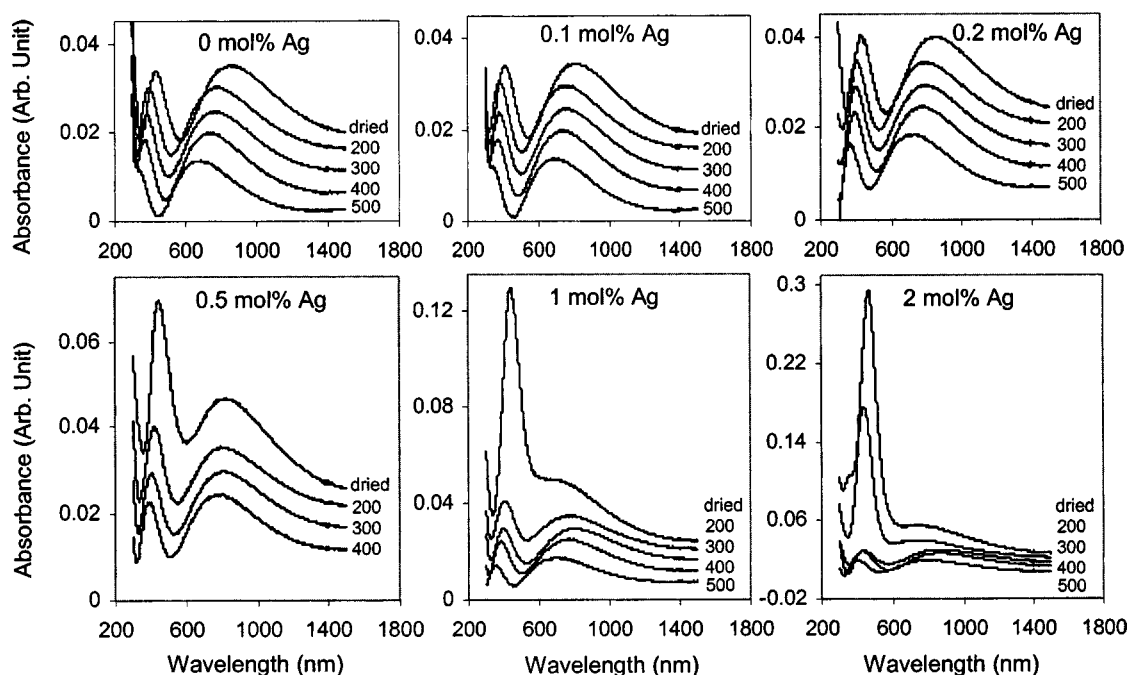 Absorbance (Arb. Unit)
0 mol% Ag
0.04
0.02
0
dried
200
300
400
500
200 600 1000 1400 1800
0.1 mol% Ag
0.04
0.02
0
dried
200
300
400
500
200 600 1000 1400 1800
0.2 mol% Ag
0.04
0.02
0
dried
200
300
400
500
200 600 1000 1400 1800
Absorbance (Arb. Unit)
0.5 mol% Ag
0.06
0.04
0.02
0
dried
200
300
400
200 600 1000 1400 1800
Wavelength (nm)
1 mol% Ag
0.12
0.08
0.04
0
dried
200
300
400
500
200 600 1000 1400 1800
Wavelength (nm)
2 mol% Ag
0.3
0.22
0.14
0.06
-0.02
dried
200
300
400
500
200 600 1000 1400 1800
Wavelength (nm)